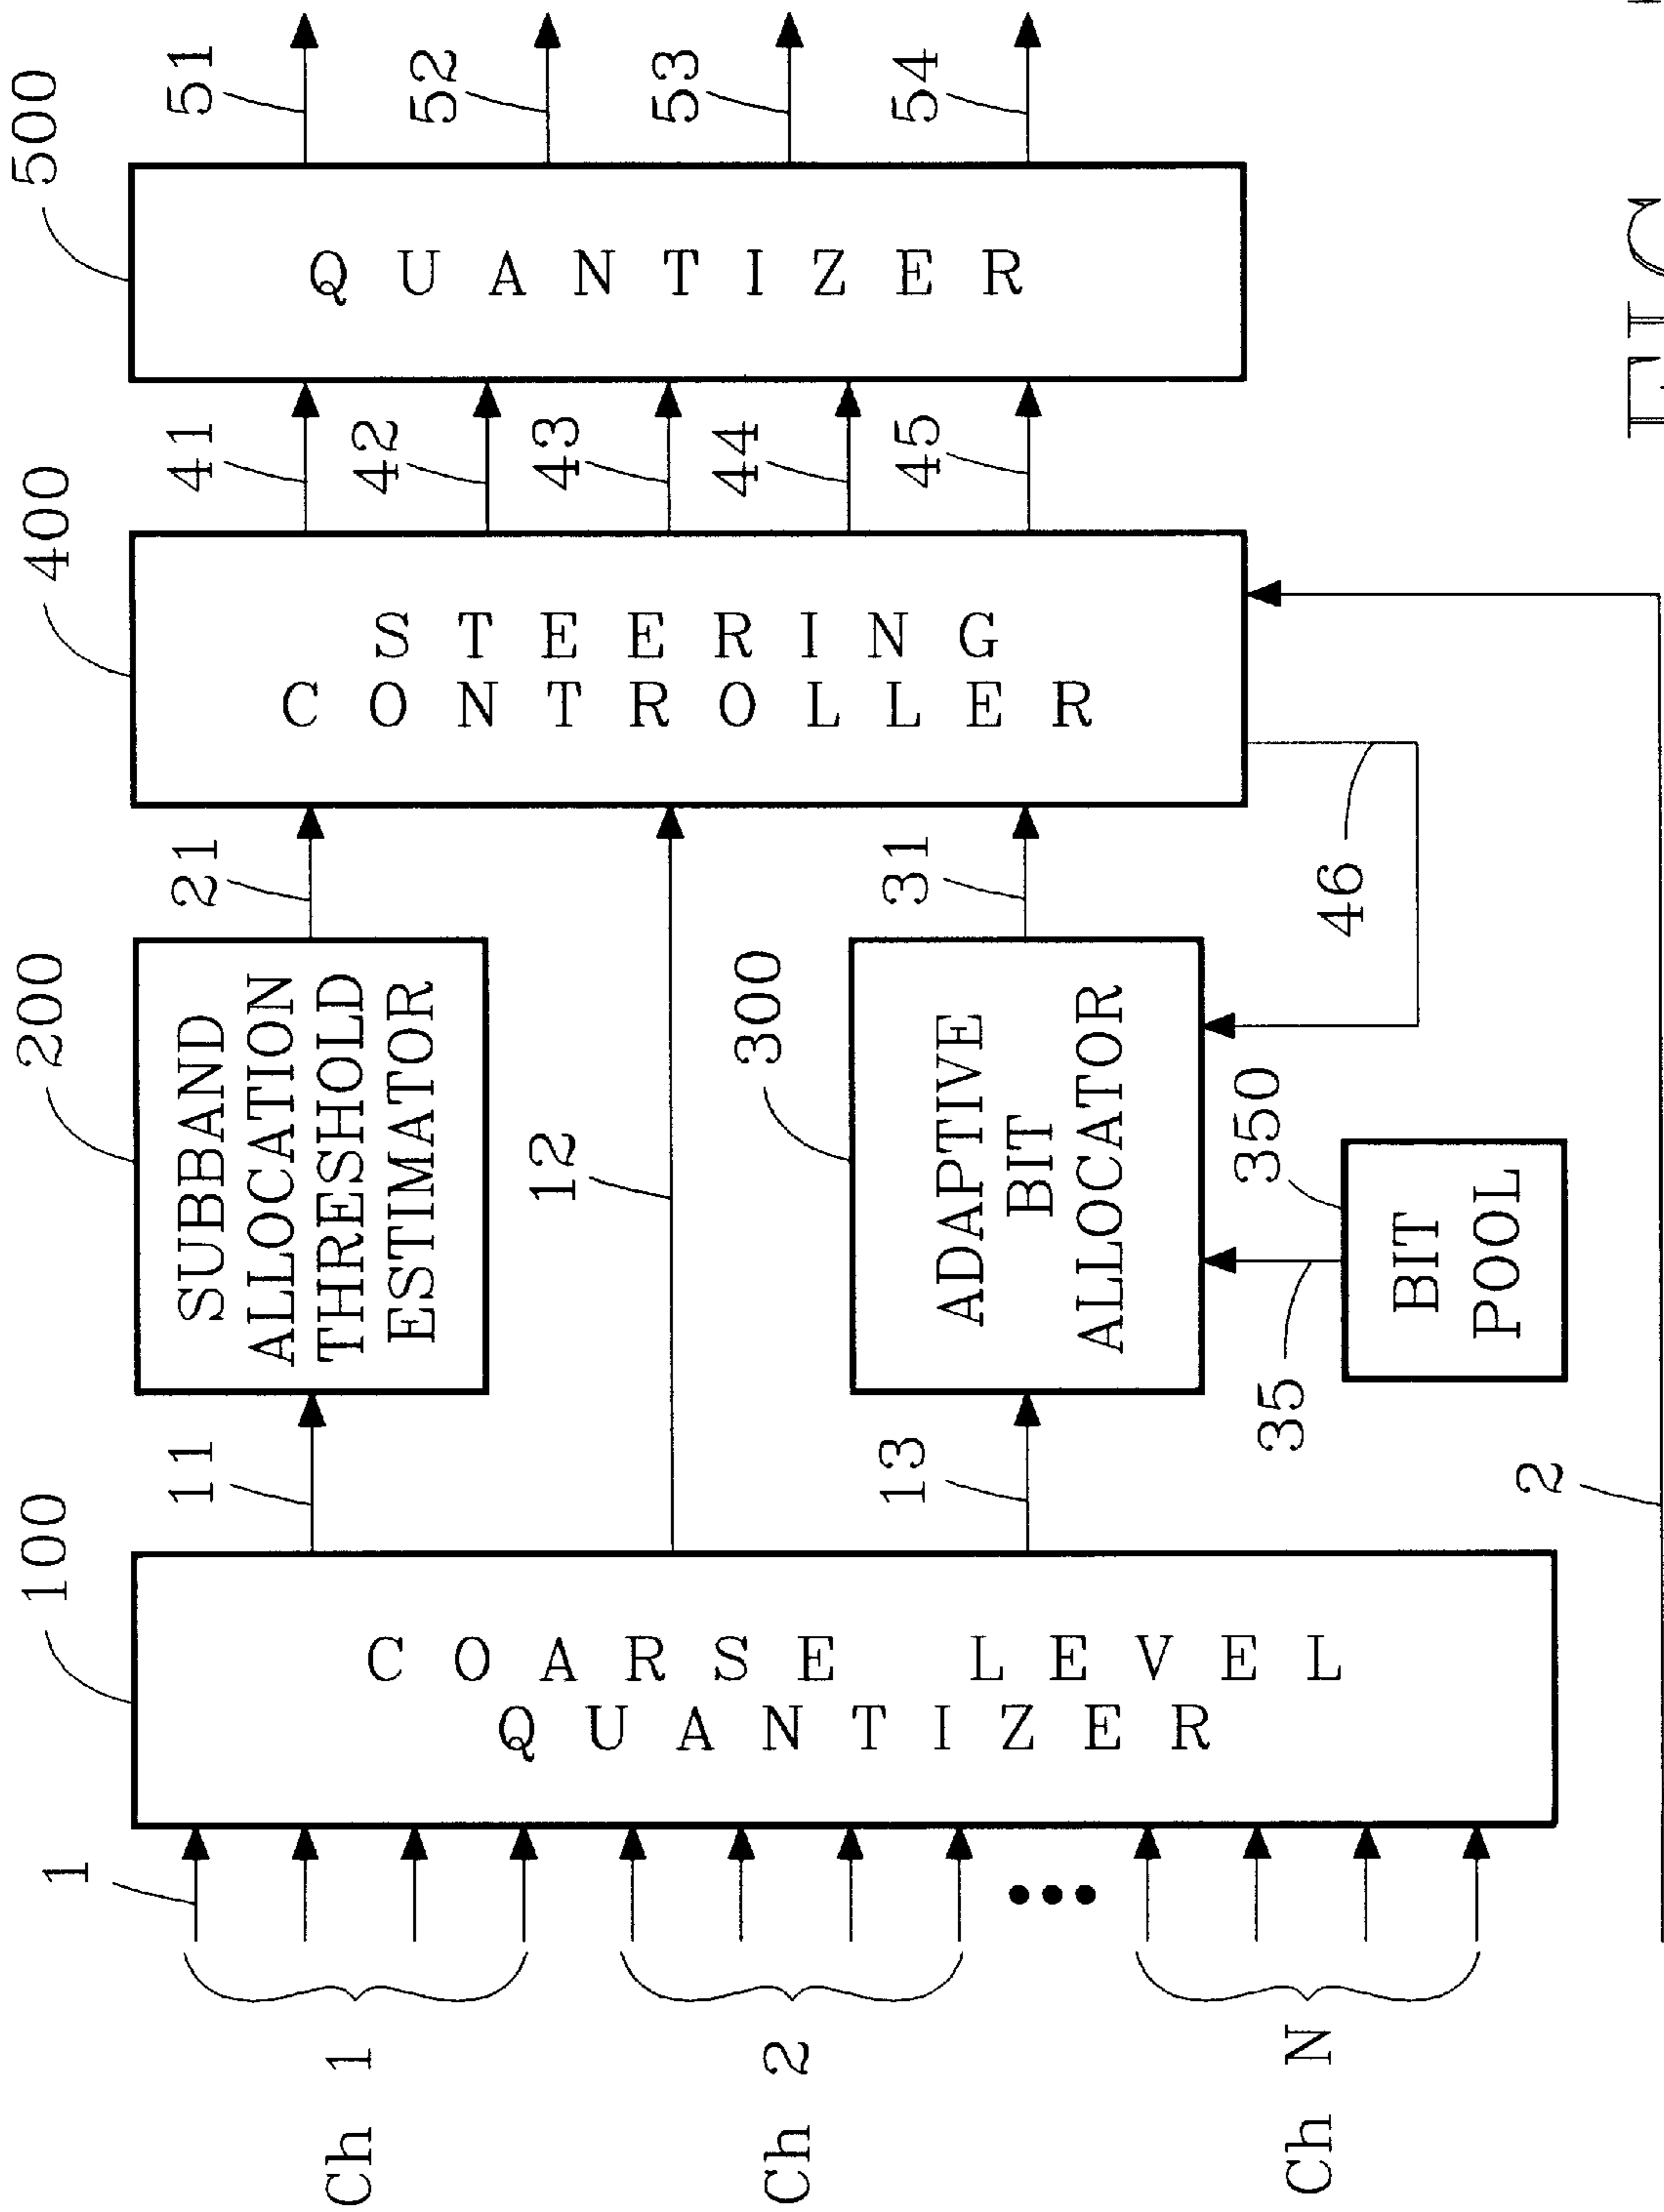 Ch 1
Ch 2
Ch N
1
100
COARSE LEVEL
QUANTIZER
11
12
13
2
200
SUBBAND
ALLOCATION
THRESHOLD
ESTIMATOR
300
ADAPTIVE
BIT
ALLOCATOR
35
350
BIT
POOL
21
31
46
400
STEERING
CONTROLLER
41
42
43
44
45
500
QUANTIZER
51
52
53
54